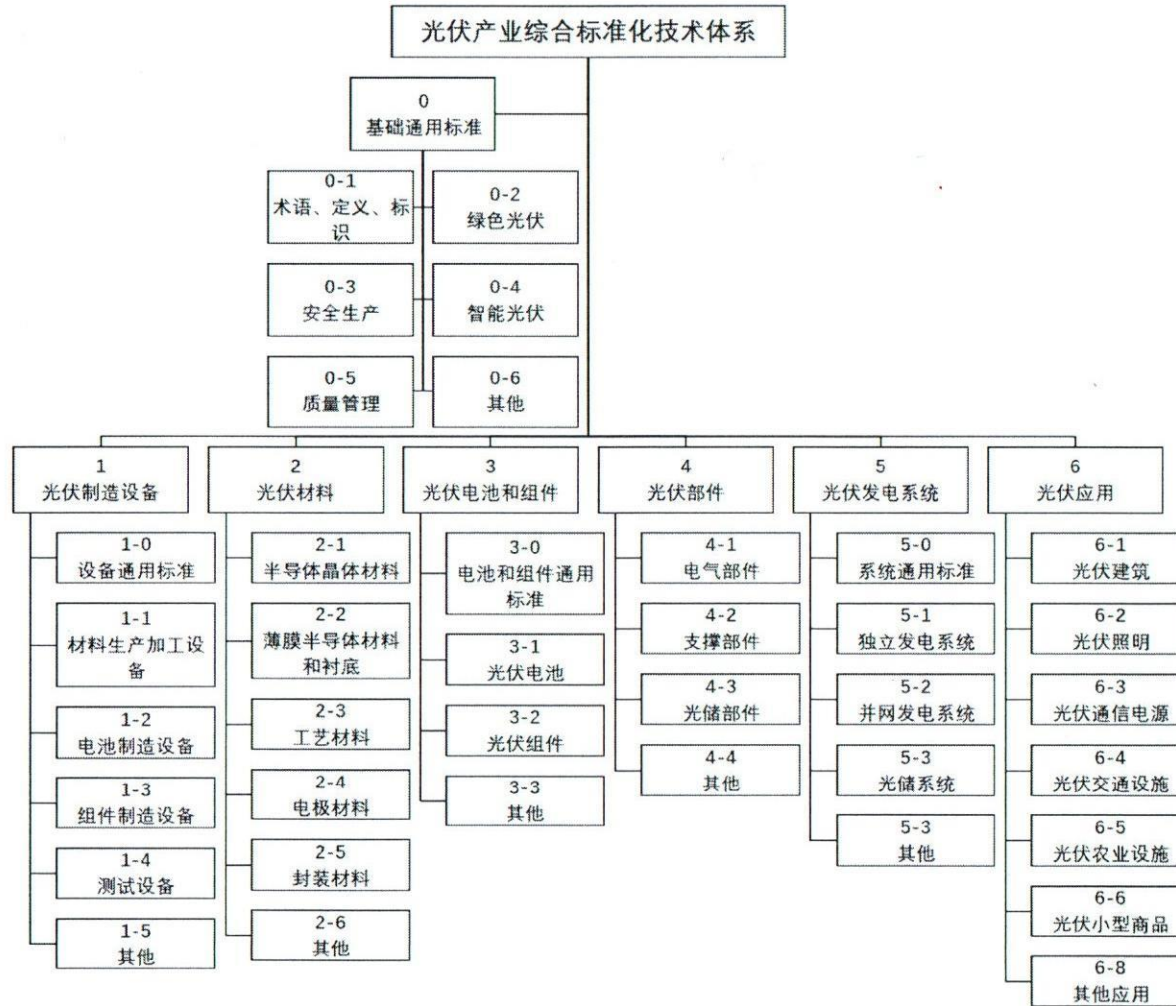 光伏产业综合标准化技术体系
0
基础通用标准
0-1
术语、定义、标
识
0-2
绿色光伏
0-3
安全生产
0-4
智能光伏
0-5
质量管理
0-6
其他
1
光伏制造设备
1-0
设备通用标准
1-1
材料生产加工设
备
1-2
电池制造设备
1-3
组件制造设备
1-4
测试设备
1-5
其他
2
光伏材料
2-1
半导体晶体材料
2-2
薄膜半导体材料
和衬底
2-3
工艺材料
2-4
电极材料
2-5
封装材料
2-6
其他
3
光伏电池和组件
3-0
电池和组件通用
标准
3-1
光伏电池
3-2
光伏组件
3-3
其他
4
光伏部件
4-1
电气部件
4-2
支撑部件
4-3
光储部件
4-4
其他
5
光伏发电系统
5-0
系统通用标准
5-1
独立发电系统
5-2
并网发电系统
5-3
光储系统
5-3
其他
6
光伏应用
6-1
光伏建筑
6-2
光伏照明
6-3
光伏通信电源
6-4
光伏交通设施
6-5
光伏农业设施
6-6
光伏小型商品
6-8
其他应用